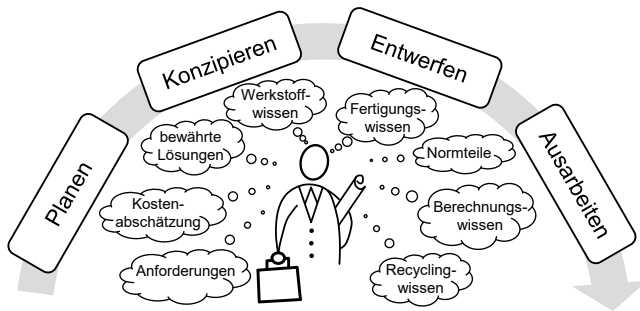 Planen
Konzipieren
Entwerfen
Ausarbeiten
Werkstoff-
wissen
Fertigungs-
wissen
bewährte
Lösungen
Normteile
Kosten-
abschätzung
Berechnungs-
wissen
Anforderungen
Recycling-
wissen